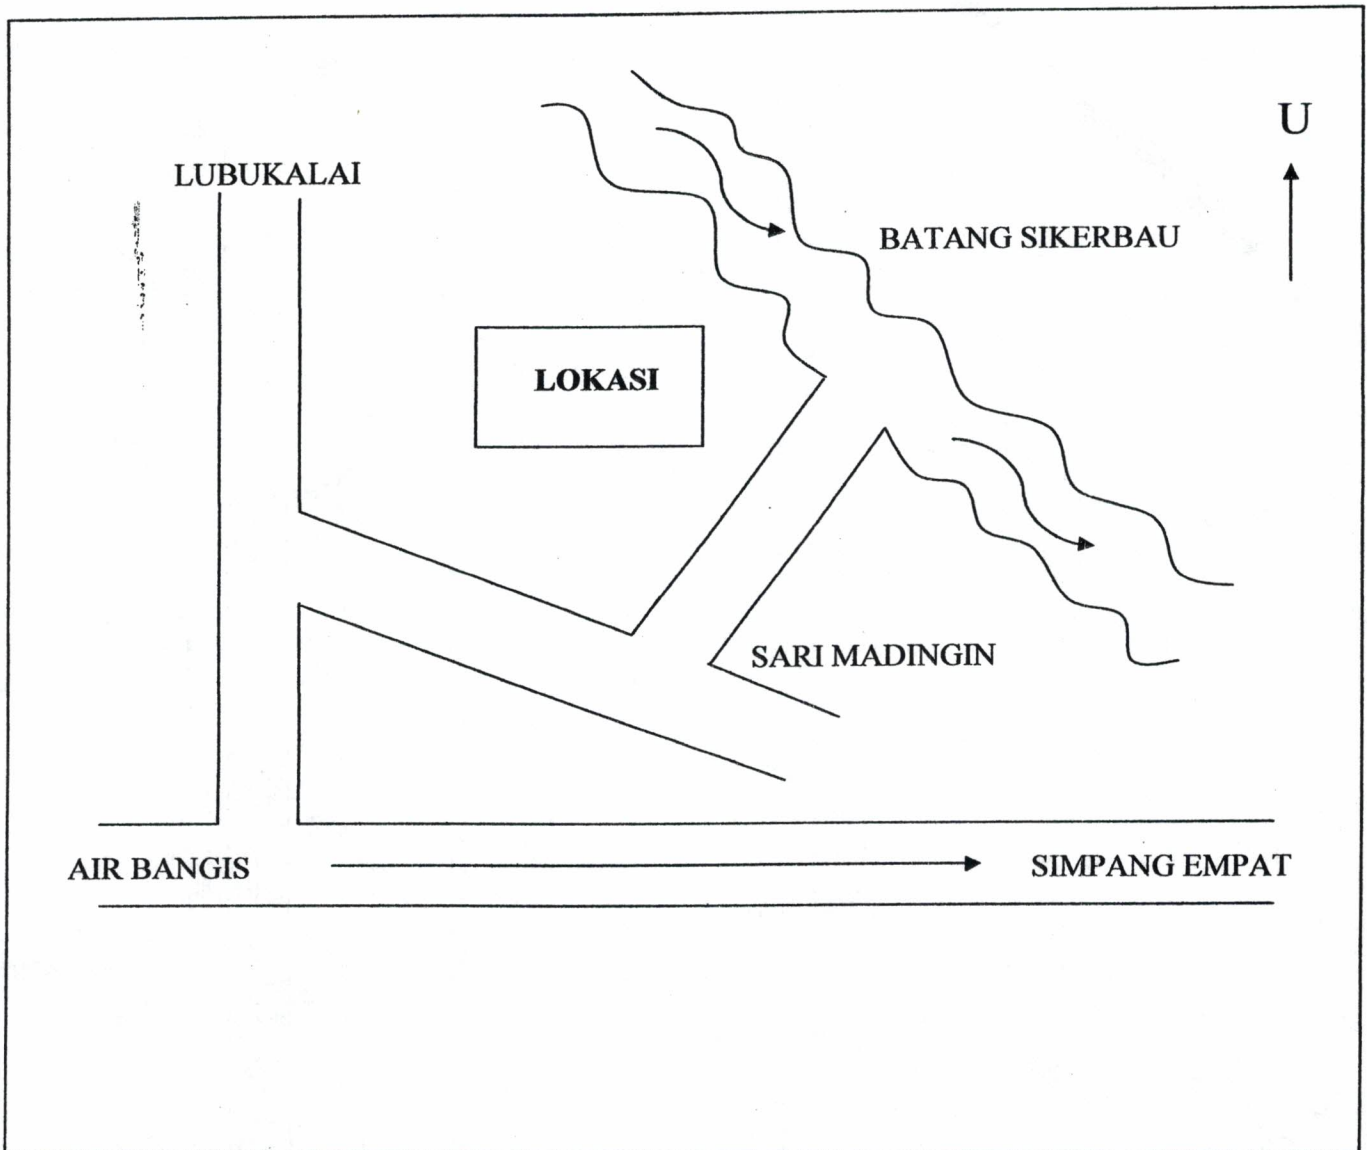 U
LUBUKALAI
BATANG SIKERBAU
LOKASI
SARI MADINGIN
AIR BANGIS
SIMPANG EMPAT